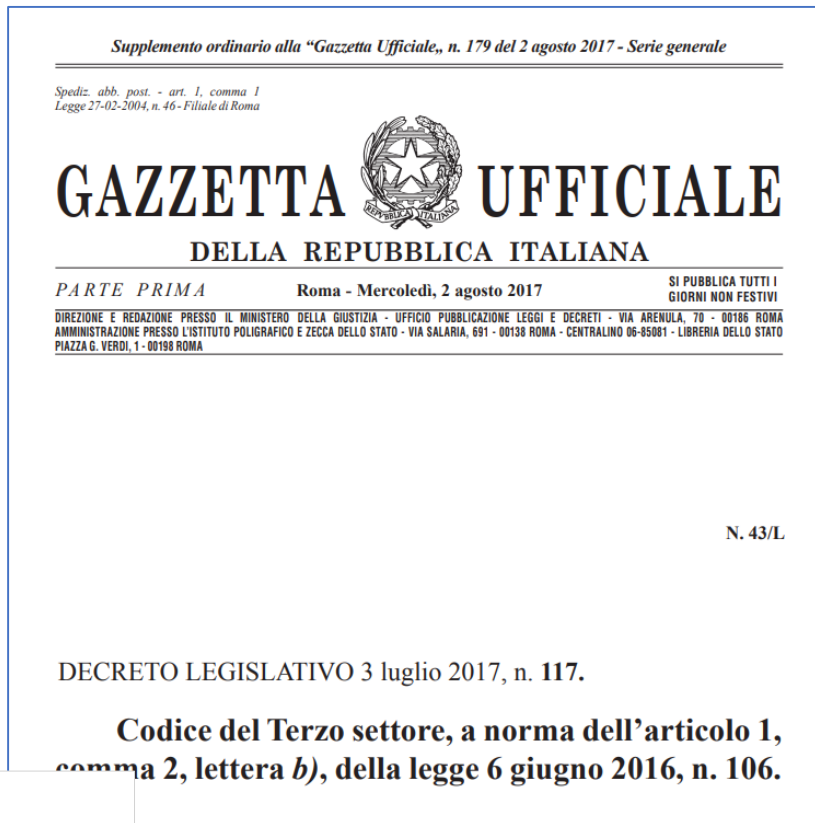 Supplemento ordinario alla “Gazzetta Ufficiale„ n. 179 del 2 agosto 2017 - Serie generale
Spediz. abb. post. - art. 1, comma 1
Legge 27-02-2004, n. 46 - Filiale di Roma
GAZZETTA UFFICIALE
REPVBBLICA ITALIANA
DELLA REPUBBLICA ITALIANA
PARTE PRIMA
Roma - Mercoledì, 2 agosto 2017
SI PUBBLICA TUTTI I
GIORNI NON FESTIVI
DIREZIONE E REDAZIONE PRESSO IL MINISTERO DELLA GIUSTIZIA - UFFICIO PUBBLICAZIONE LEGGI E DECRETI - VIA ARENULA, 70 - 00186 ROMA
AMMINISTRAZIONE PRESSO L'ISTITUTO POLIGRAFICO E ZECCA DELLO STATO - VIA SALARIA, 691 - 00138 ROMA - CENTRALINO 06-85081 - LIBRERIA DELLO STATO
PIAZZA G. VERDI, 1 - 00198 ROMA
N. 43/L
DECRETO LEGISLATIVO 3 luglio 2017, n. 117.
Codice del Terzo settore, a norma dell’articolo 1,
comma 2, lettera b), della legge 6 giugno 2016, n. 106.